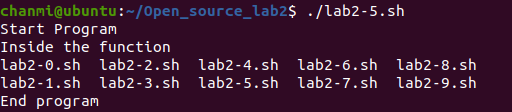 chanmi@ubuntu:~/Open_source_lab2$ ./lab2-5.sh
Start Program
Inside the function
lab2-0.sh  lab2-2.sh  lab2-4.sh  lab2-6.sh  lab2-8.sh
lab2-1.sh  lab2-3.sh  lab2-5.sh  lab2-7.sh  lab2-9.sh
End program